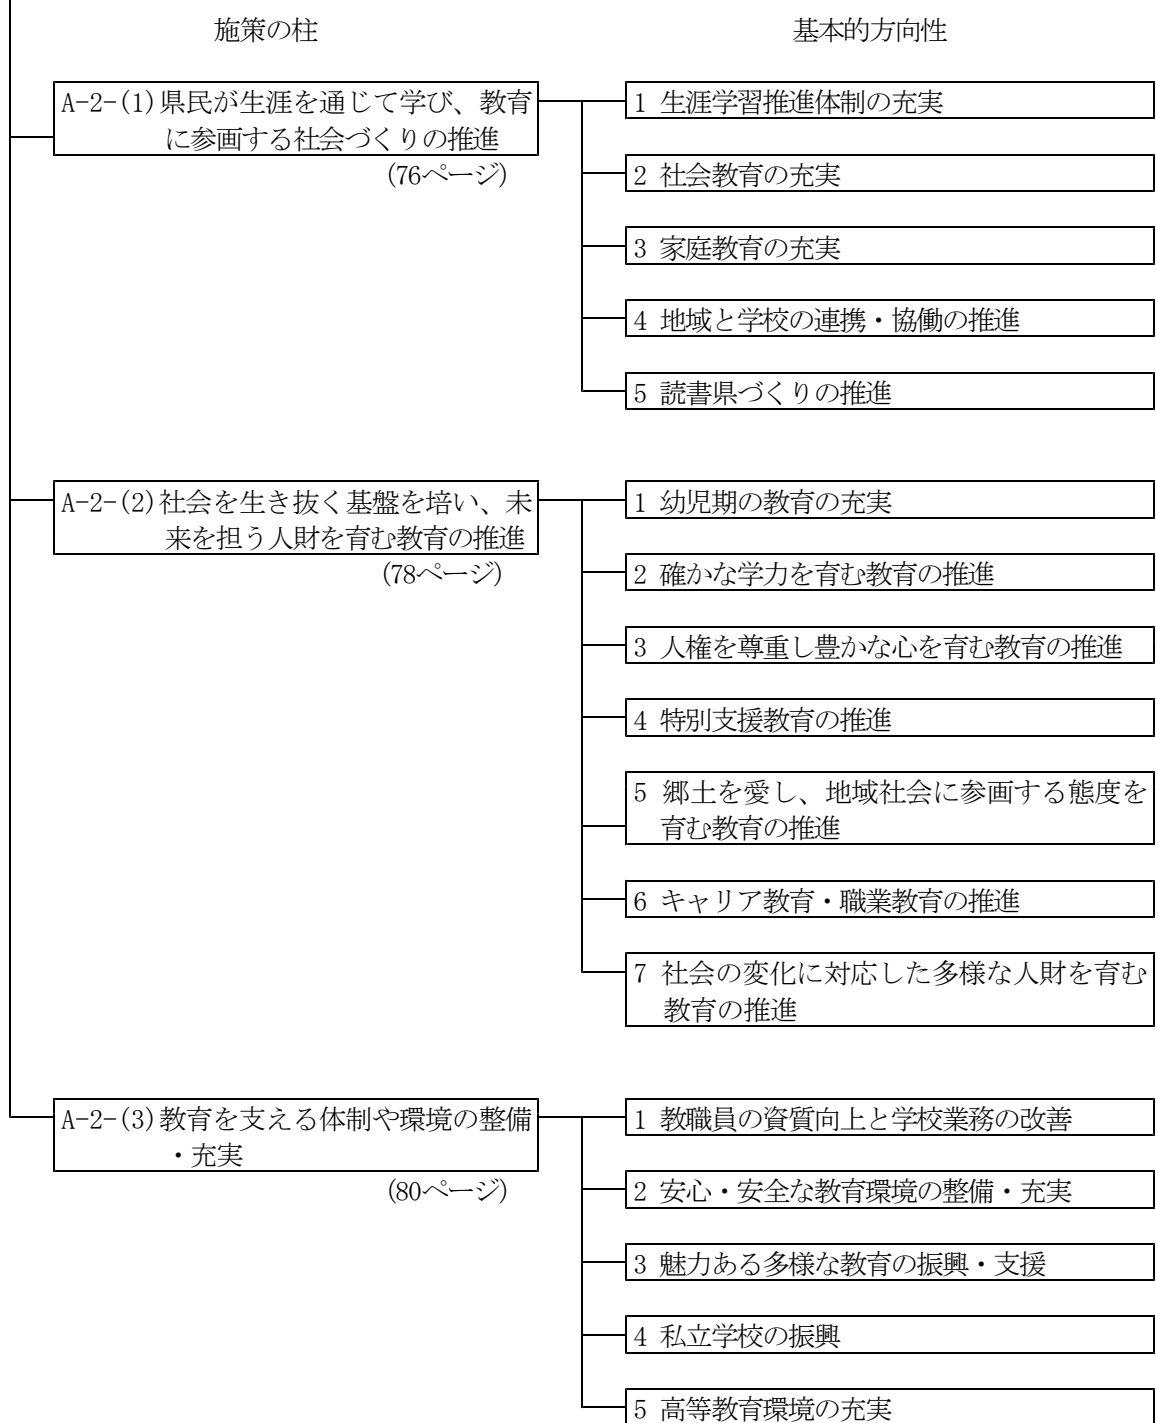 施策の柱
基本的方向性
A-2-(1)県民が生涯を通じて学び、教育
に参画する社会づくりの推進
(76ページ)
1 生涯学習推進体制の充実
2 社会教育の充実
3 家庭教育の充実
4 地域と学校の連携・協働の推進
5 読書県づくりの推進
A-2-(2)社会を生き抜く基盤を培い、未
来を担う人財を育む教育の推進
(78ページ)
1 幼児期の教育の充実
2 確かな学力を育む教育の推進
3 人権を尊重し豊かな心を育む教育の推進
4 特別支援教育の推進
5 郷土を愛し、地域社会に参画する態度を
育む教育の推進
6 キャリア教育・職業教育の推進
7 社会の変化に対応した多様な人財を育む
教育の推進
A-2-(3)教育を支える体制や環境の整備
・充実
(80ページ)
1 教職員の資質向上と学校業務の改善
2 安心・安全な教育環境の整備・充実
3 魅力ある多様な教育の振興・支援
4 私立学校の振興
5 高等教育環境の充実